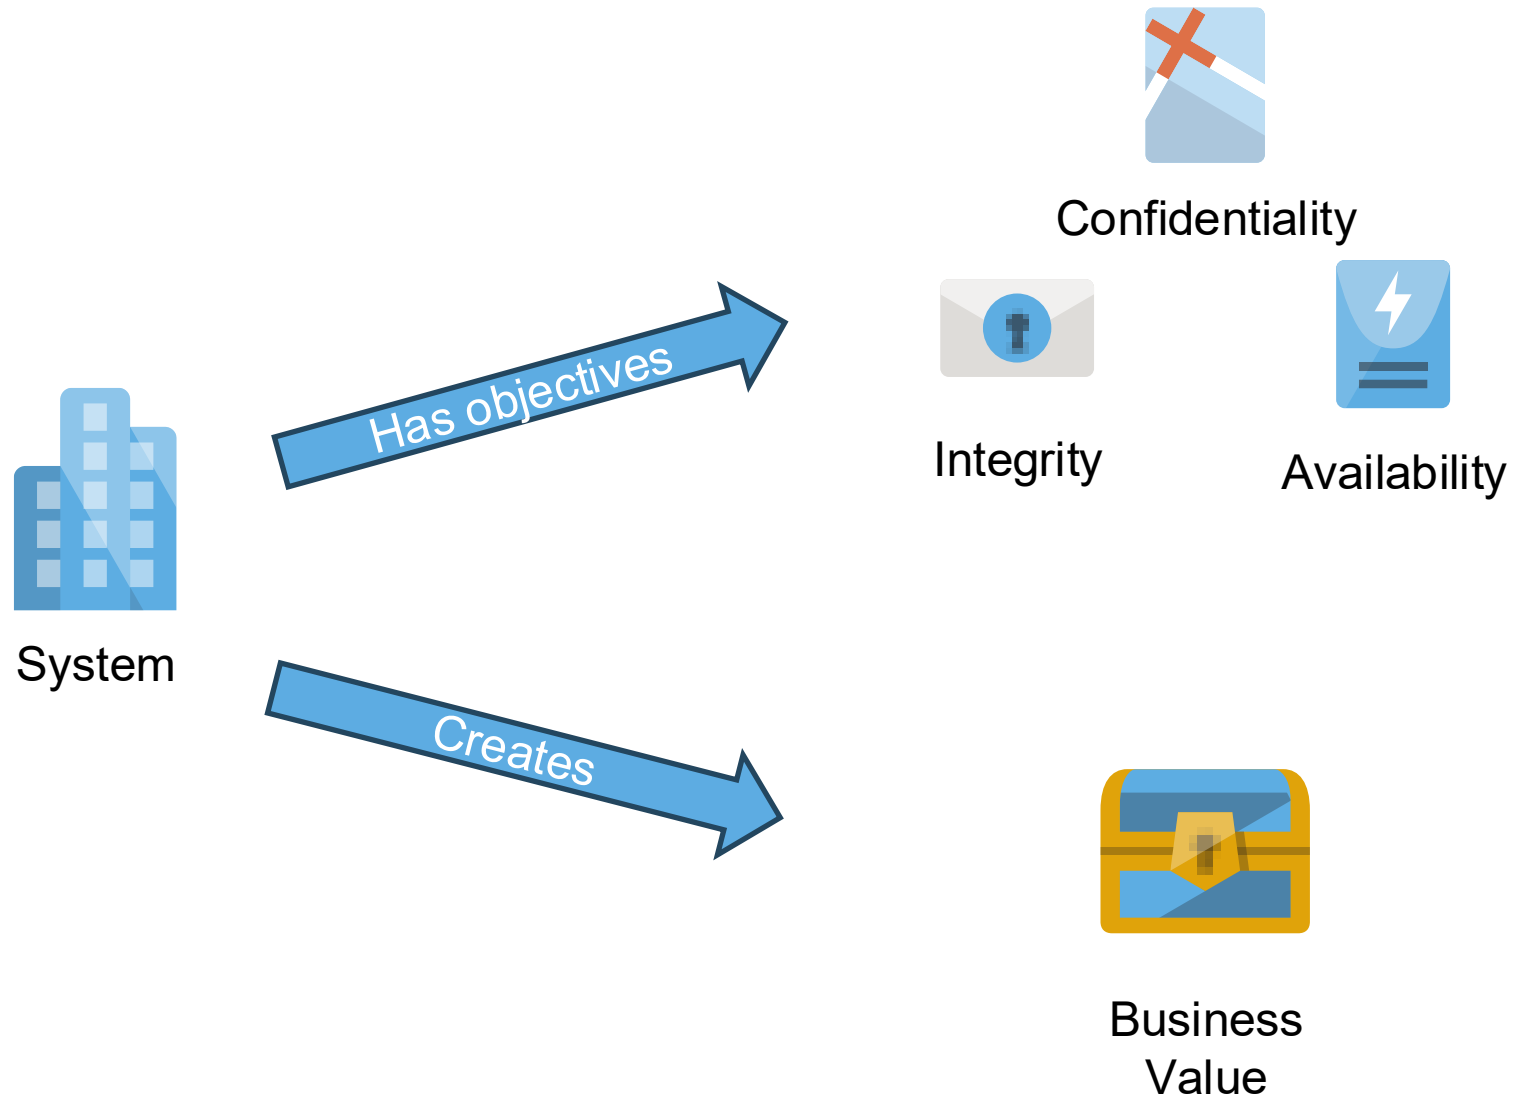 Confidentiality
Has objectives
Integrity
Availability
System
Creates
Business
Value